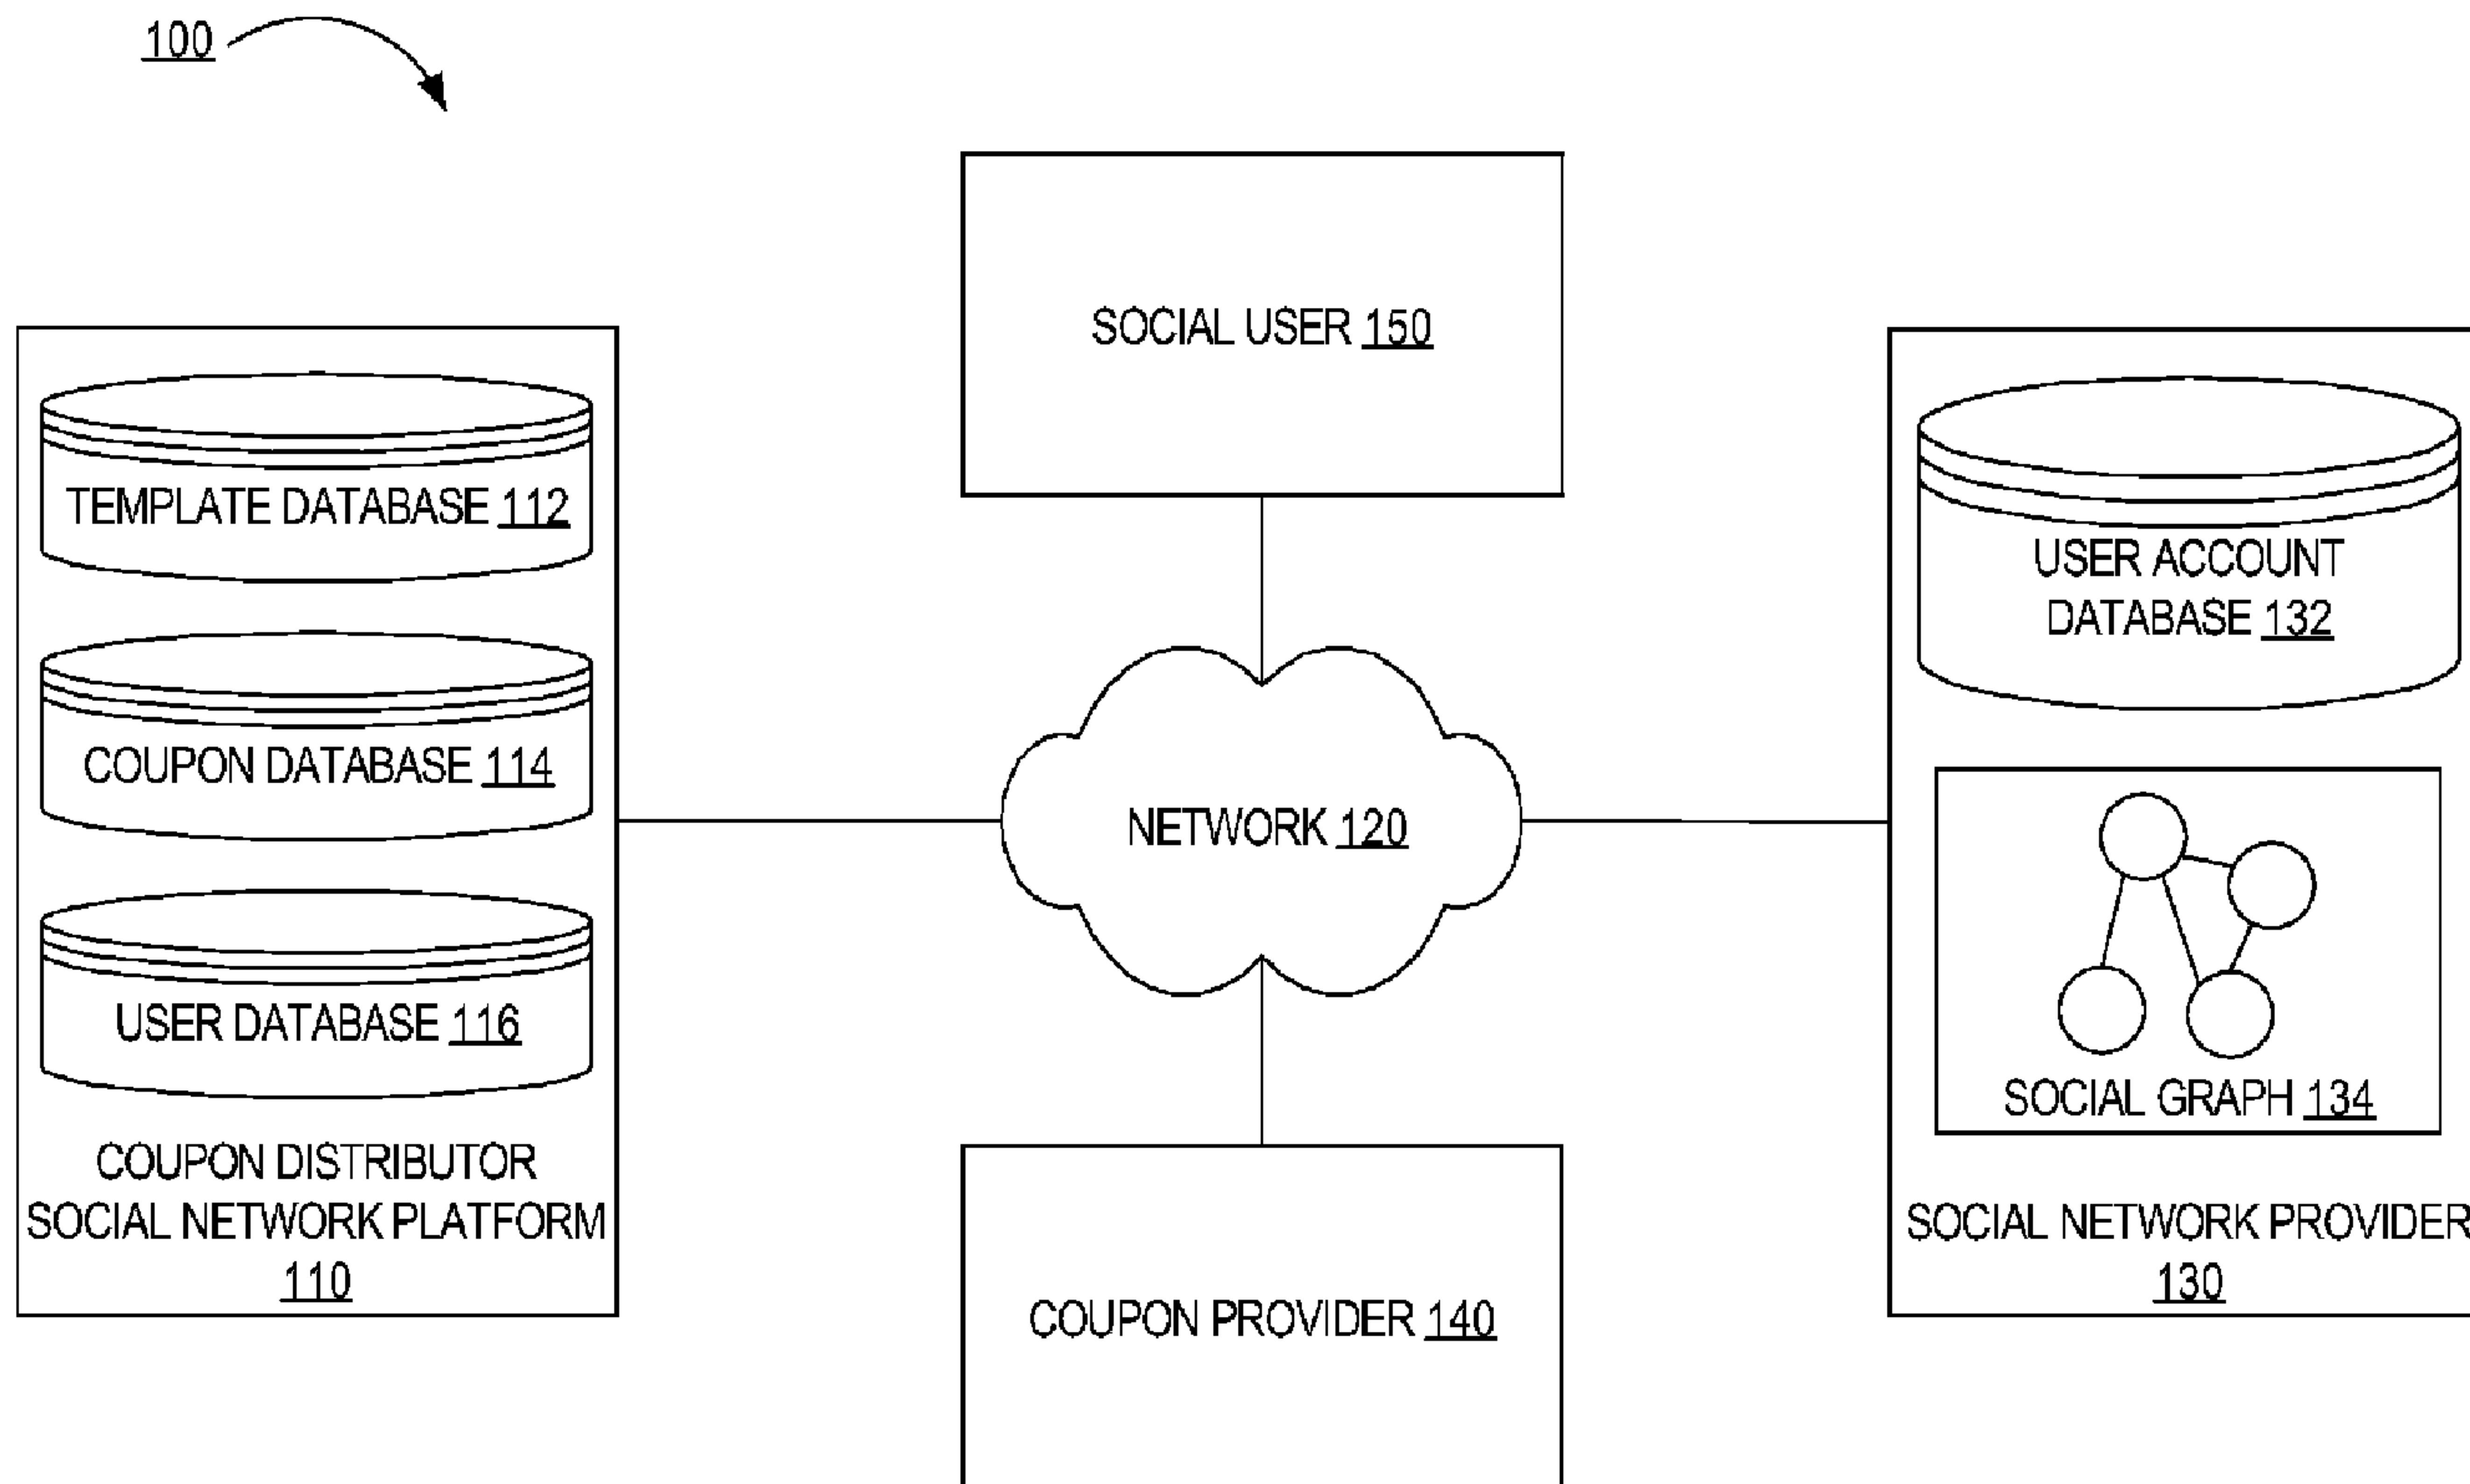 100
SOCIAL USER 150
TEMPLATE DATABASE 112
COUPON DATABASE 114
USER DATABASE 116
COUPON DISTRIBUTOR
SOCIAL NETWORK PLATFORM
110
NETWORK 120
USER ACCOUNT
DATABASE 132
SOCIAL GRAPH 134
SOCIAL NETWORK PROVIDER
130
COUPON PROVIDER 140